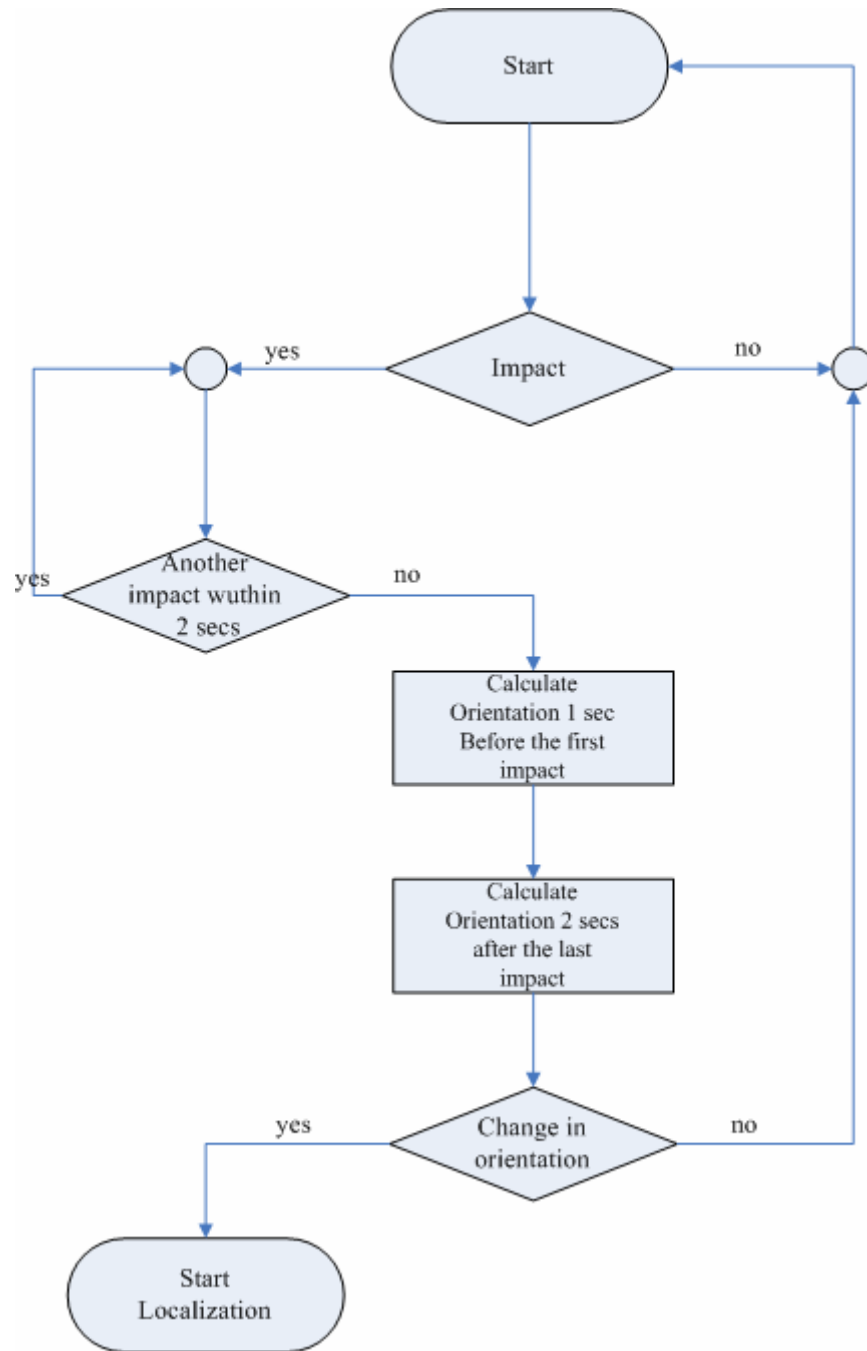 Start
yes
Impact
no
yes
Another
impact wuthin
2 secs
no
Calculate
Orientation 1 sec
Before the first
impact
Calculate
Orientation 2 secs
after the last
impact
yes
Change in
orientation
no
Start
Localization